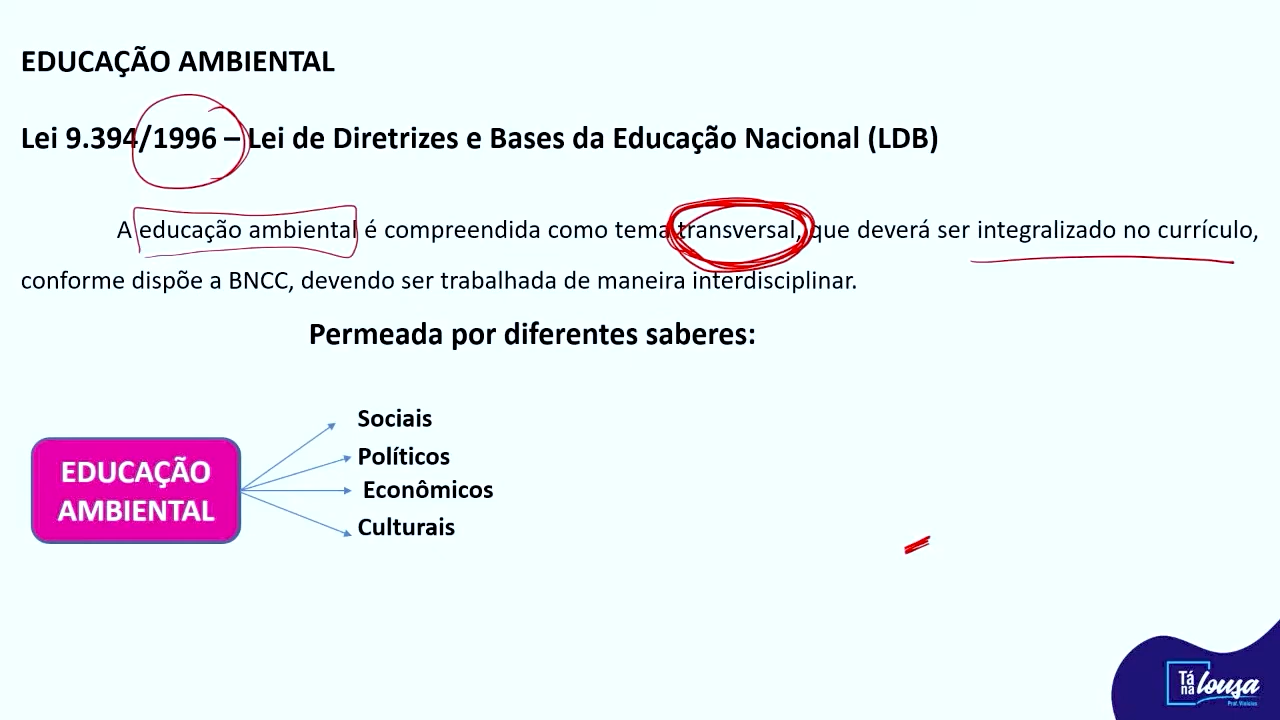 EDUCAÇÃO AMBIENTAL
Lei 9.394/1996 – Lei de Diretrizes e Bases da Educação Nacional (LDB)
A educação ambiental é compreendida como tema transversal, que deverá ser integralizado no currículo,
conforme dispõe a BNCC, devendo ser trabalhada de maneira interdisciplinar.
Permeada por diferentes saberes:
Sociais
Políticos
Econômicos
Culturais
EDUCAÇÃO
AMBIENTAL
Tá
na lousa
Prof. Vinícius